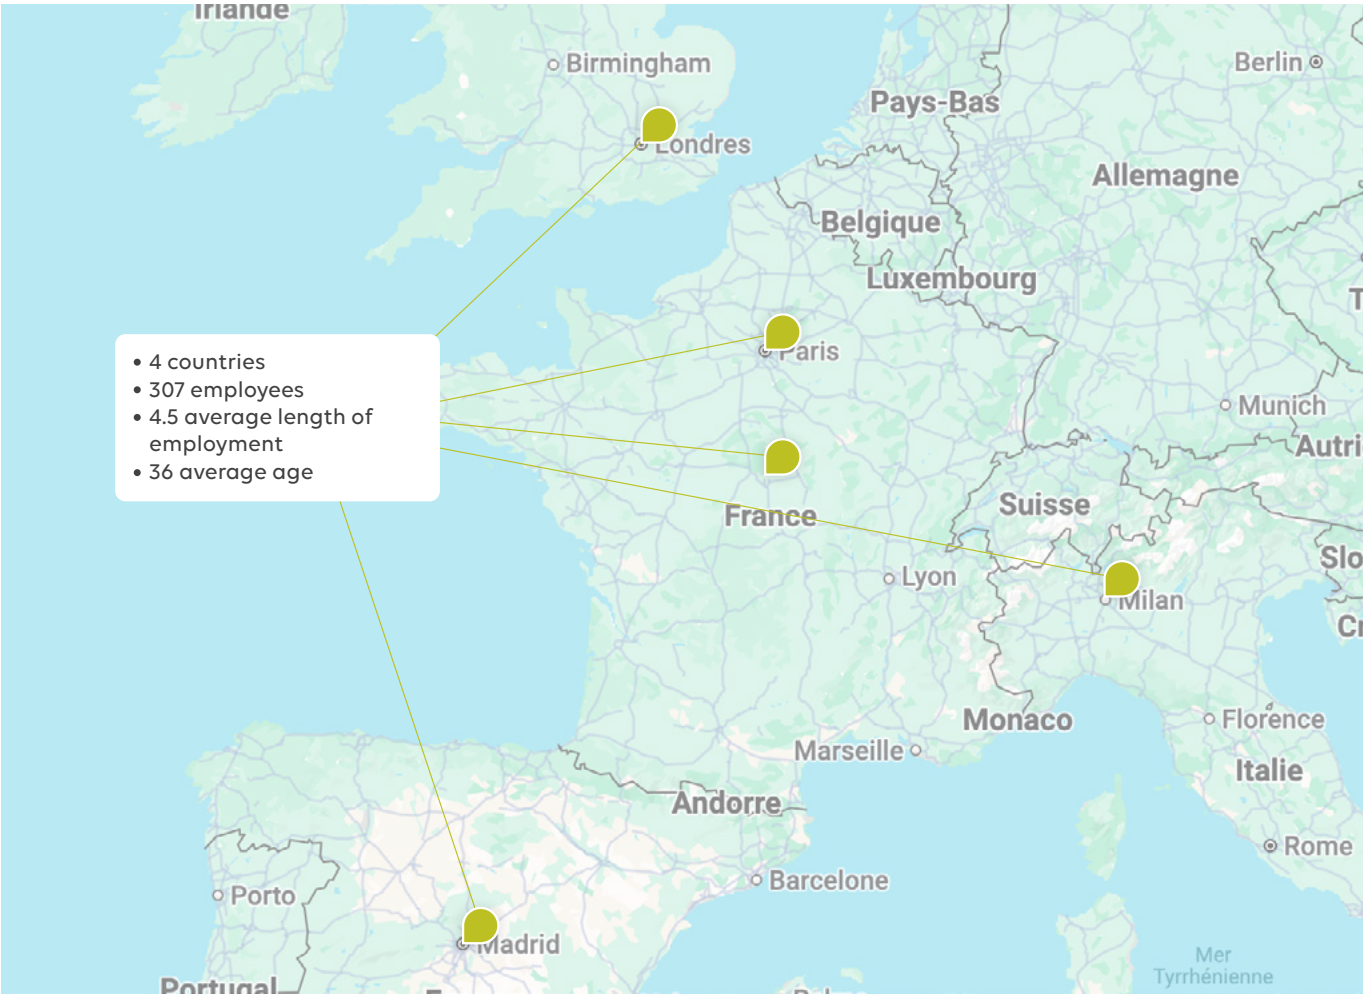 Irlande
Birmingham
Berlin
Pays-Bas
Londres
Allemagne
Belgique
Luxembourg
Paris
• 4 countries
• 307 employees
• 4.5 average length of
employment
• 36 average age
Munich
Autri
Suisse
France
Slo
Lyon
Milan
Cr
Monaco
Florence
Marseille
Italie
Andorre
Rome
Barcelone
Porto
Madrid
Mer
Tyrrhénienne
Portugal